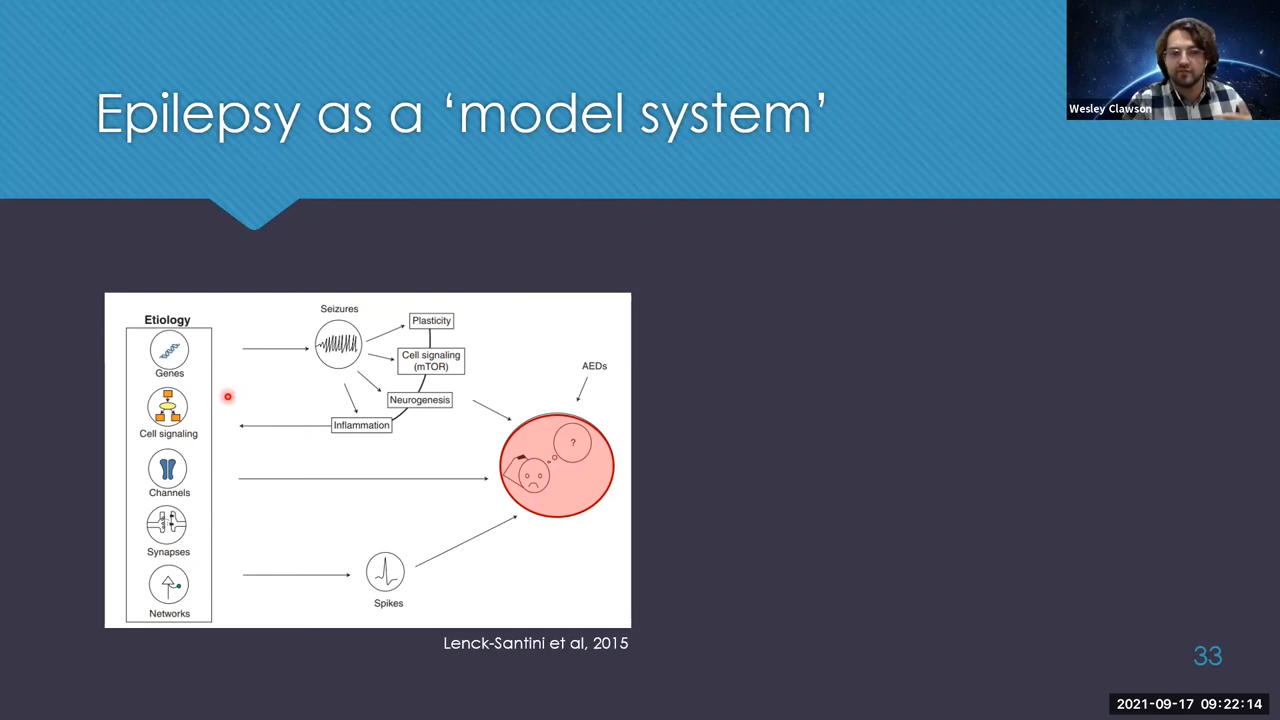 Epilepsy as a ‘model system’
Wesley Clawson
Etiology
Genes
Cell signaling
Channels
Synapses
Networks
Seizures
Plasticity
Cell signaling
(mTOR)
Neurogenesis
Inflammation
AEDs
?
Spikes
Lenck-Santini et al, 2015
33
2021-09-17 09:22:14